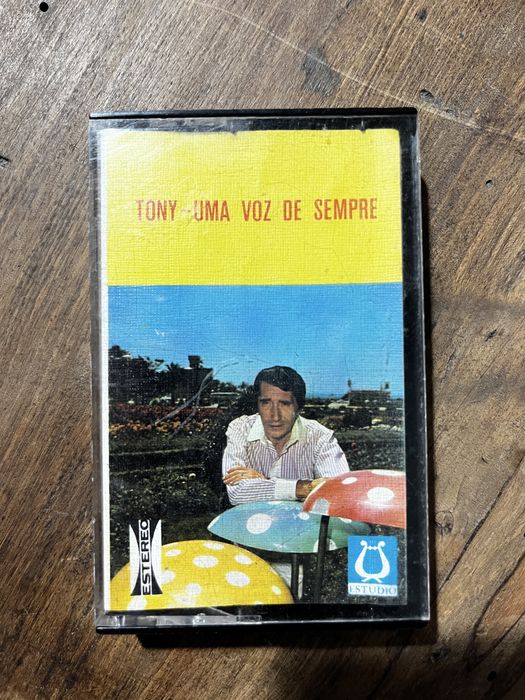 TONY - UMA VOZ DE SEMPRE
ESTEREO
ESTUDIO